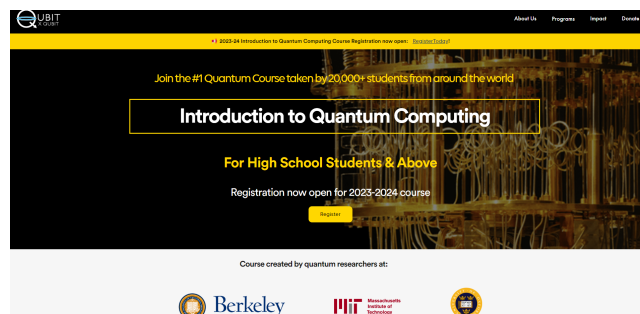 QUBIT
X QUBIT
About Us Programs Impact Donate
2023-24 Introduction to Quantum Computing Course Registration now open: Register Today!
Join the #1 Quantum Course taken by 20,000+ students from around the world
Introduction to Quantum Computing
For High School Students & Above
Registration now open for 2023-2024 course
Register
Course created by quantum researchers at:
Berkeley
Massachusetts
Institute of
Technology